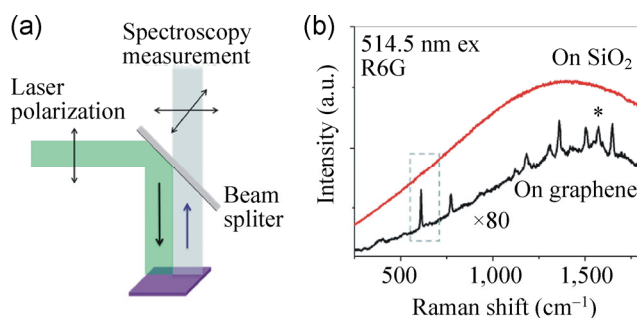 (a)
Spectroscopy
measurement
Laser
polarization
Beam
spliter
(b)
514.5 nm ex
R6G
On SiO₂
*
On graphene
×80
Intensity (a.u.)
500
1,000
1,500
Raman shift (cm⁻¹)